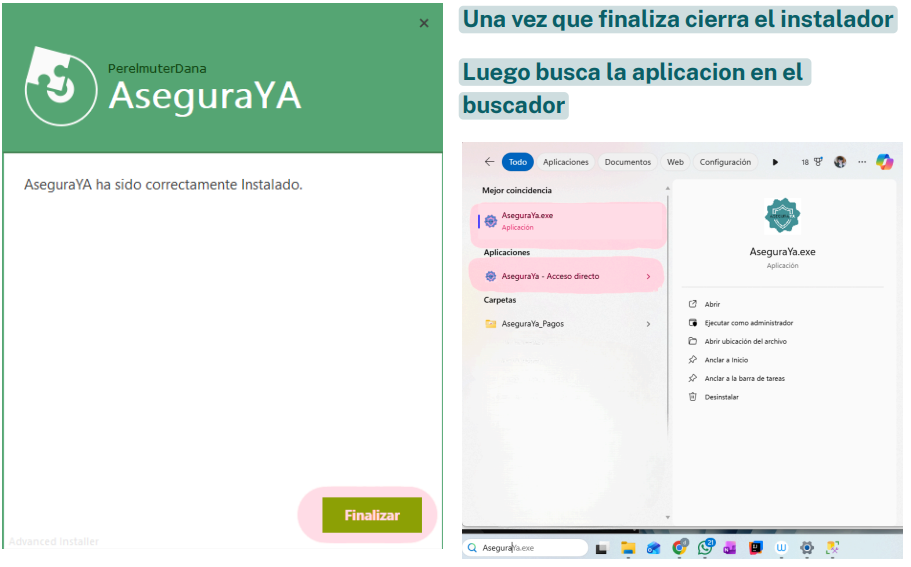 PerelmuterDana
AseguraYA
AseguraYA ha sido correctamente Instalado.
Finalizar
Advanced Installer
Una vez que finaliza cierra el instalador
Luego busca la aplicacion en el
buscador
Todo Aplicaciones Documentos Web Configuración 18
Mejor coincidencia
AseguraYa.exe
Aplicación
Aplicaciones
AseguraYa - Acceso directo
Carpetas
AseguraYa_Pagos
AseguraYa.exe
Aplicación
Abrir
Ejecutar como administrador
Abrir ubicación del archivo
Anclar a Inicio
Anclar a la barra de tareas
Desinstalar
AseguraYa.exe